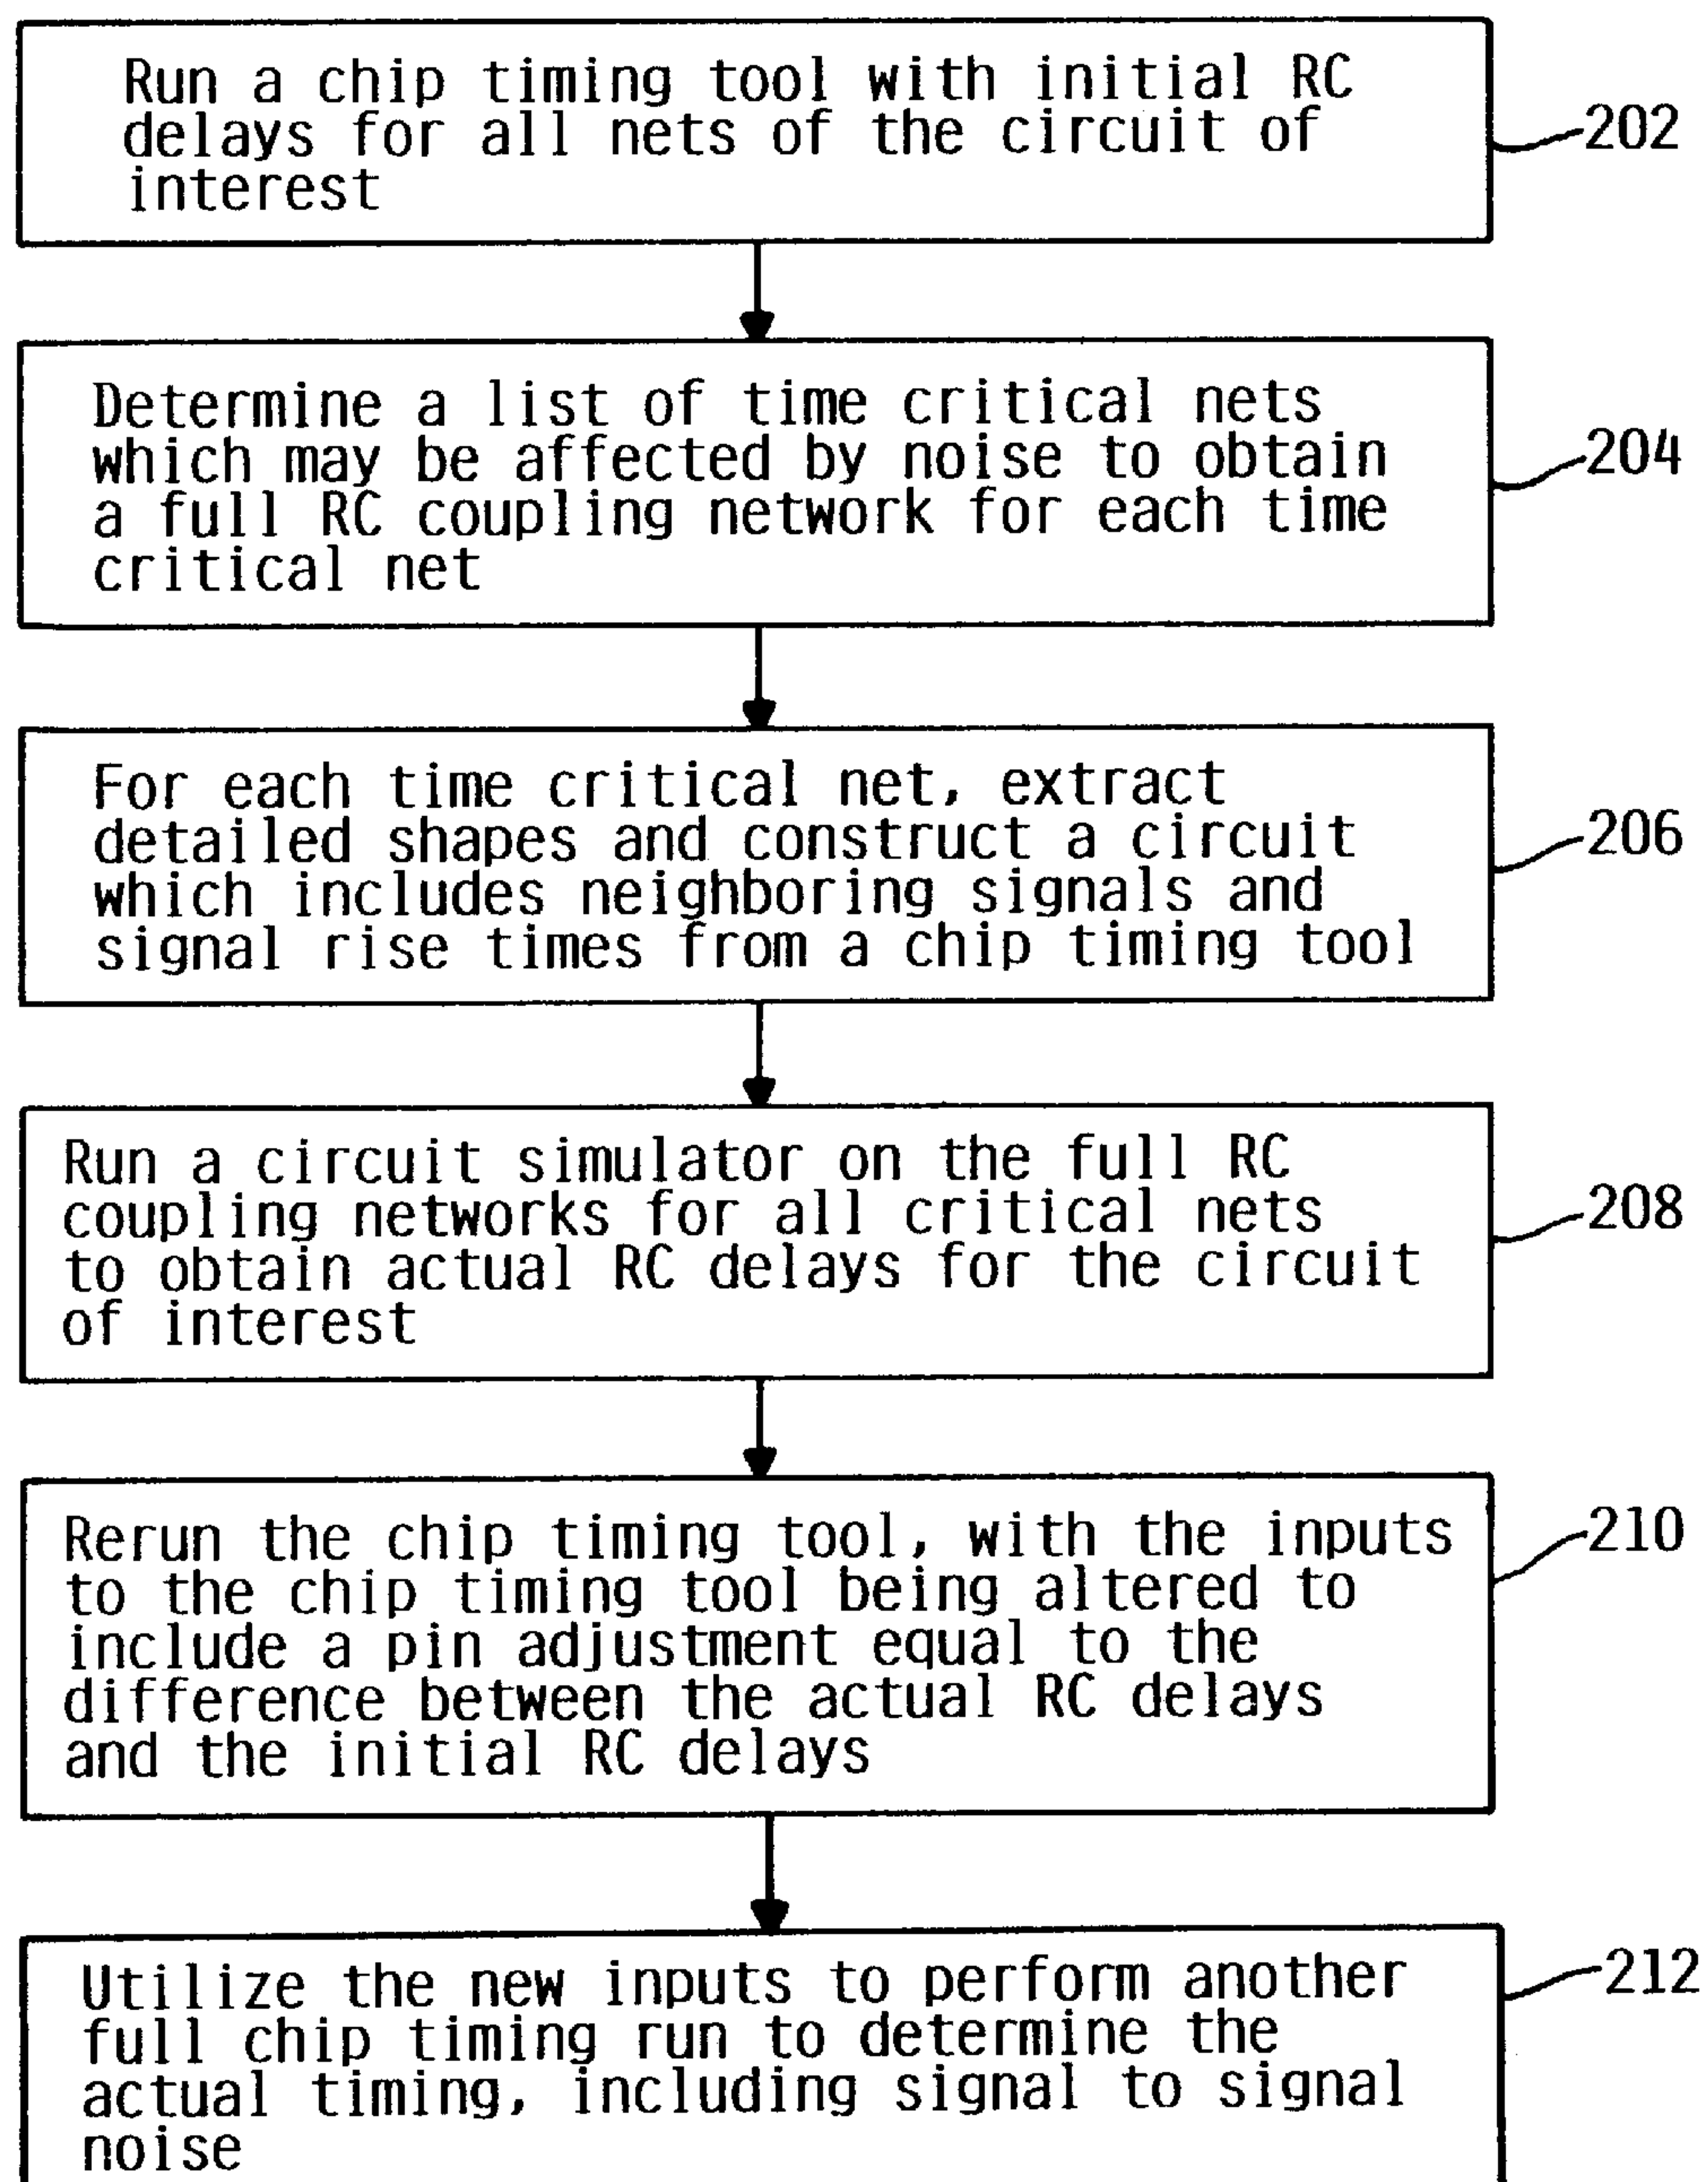 Run a chip timing tool with initial RC
delays for all nets of the circuit of
interest
202
Determine a list of time critical nets
which may be affected by noise to obtain
a full RC coupling network for each time
critical net
204
For each time critical net, extract
detailed shapes and construct a circuit
which includes neighboring signals and
signal rise times from a chip timing tool
206
Run a circuit simulator on the full RC
coupling networks for all critical nets
to obtain actual RC delays for the circuit
of interest
208
Rerun the chip timing tool, with the inputs
to the chip timing tool being altered to
include a pin adjustment equal to the
difference between the actual RC delays
and the initial RC delays
210
Utilize the new inputs to perform another
full chip timing run to determine the
actual timing, including signal to signal
noise
212